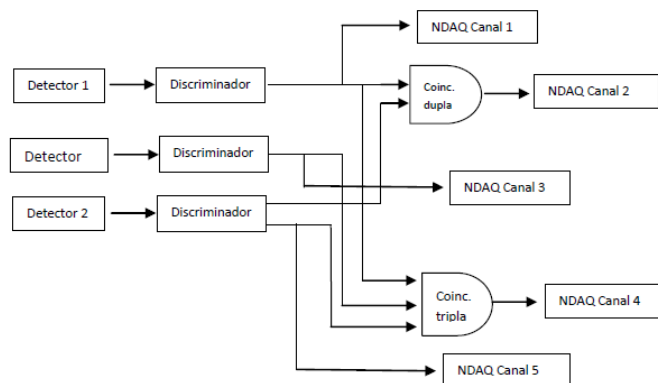 NDAQ Canal 1
Detector 1
Discriminador
Coinc.
dupla
NDAQ Canal 2
Detector
Discriminador
NDAQ Canal 3
Detector 2
Discriminador
Coinc.
tripla
NDAQ Canal 4
NDAQ Canal 5